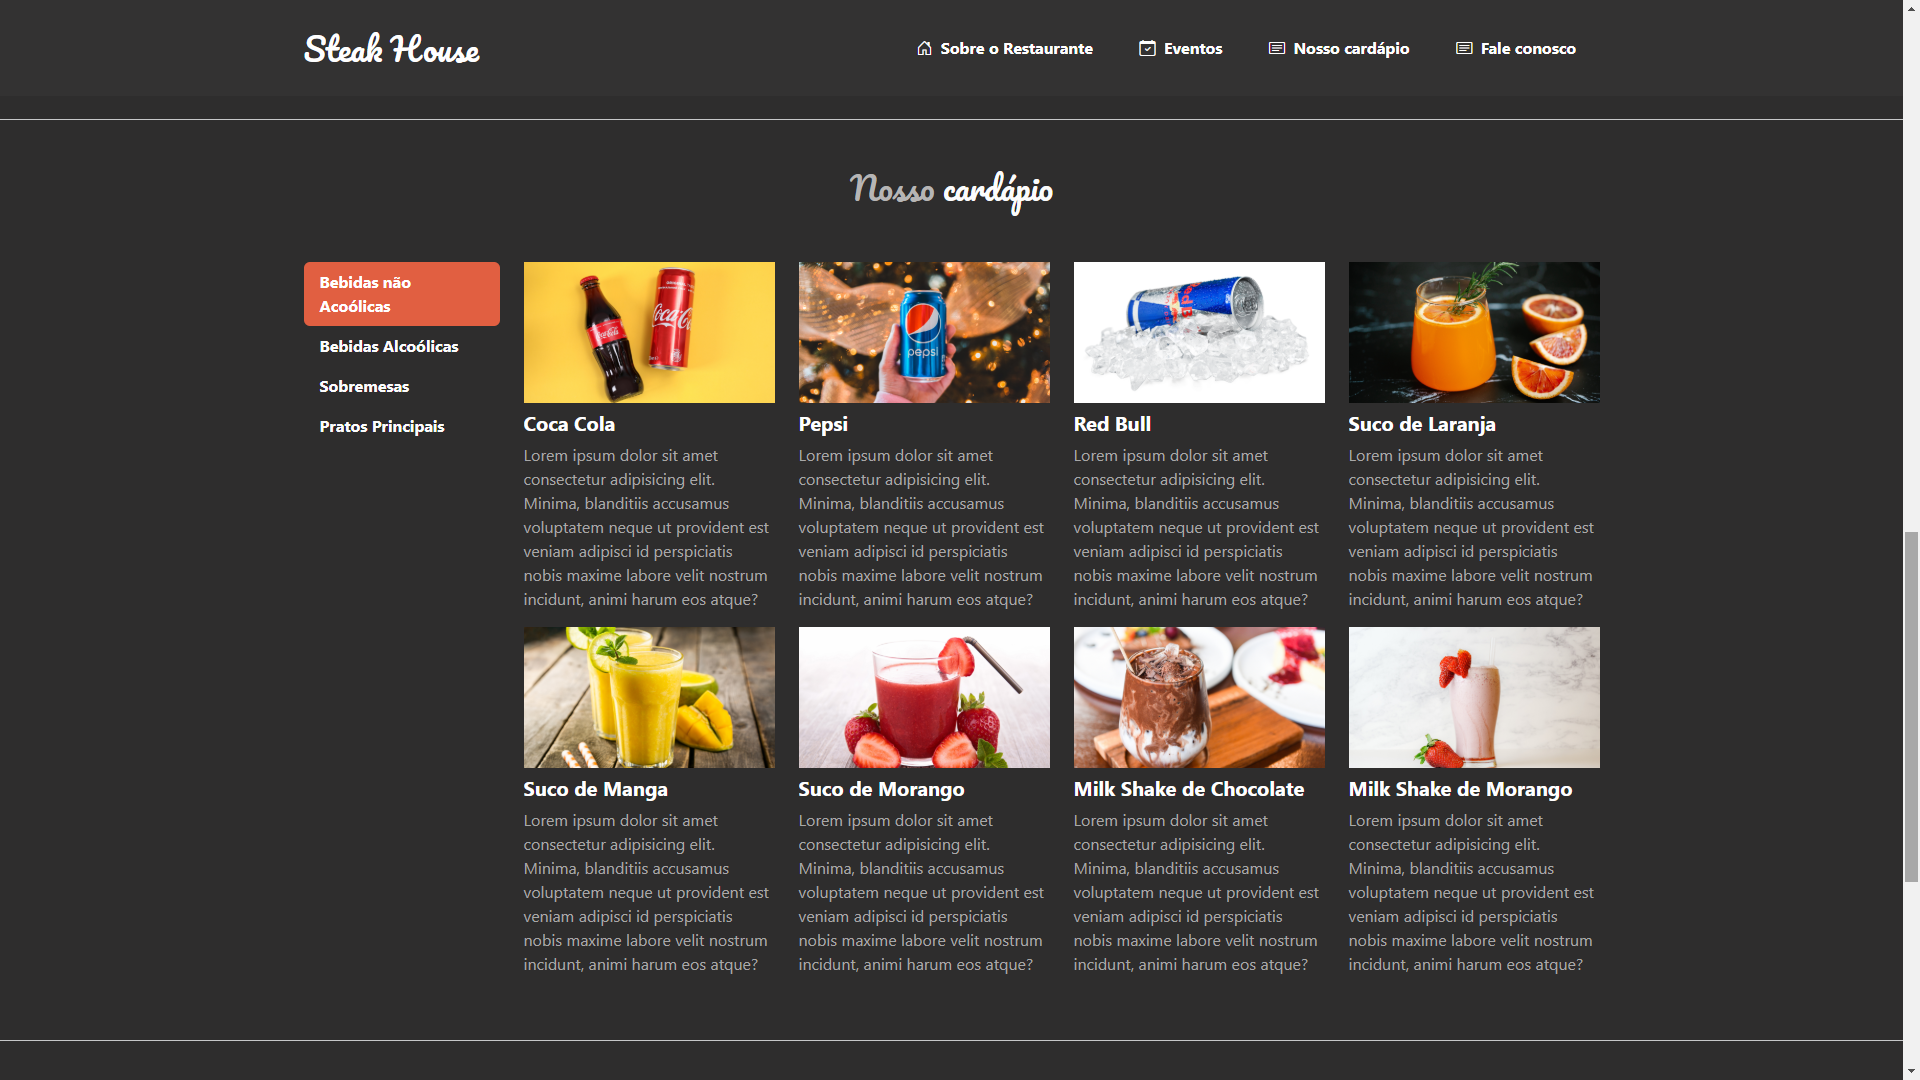 Steak House
Sobre o Restaurante
Eventos
Nosso cardápio
Fale conosco
Nosso cardápio
Bebidas não
Acoólicas
Bebidas Alcoólicas
Sobremesas
Pratos Principais
Coca-Cola
Coca-Co
pepsi
Coca Cola
Lorem ipsum dolor sit amet
consectetur adipisicing elit.
Minima, blanditiis accusamus
voluptatem neque ut provident est
veniam adipisci id perspiciatis
nobis maxime labore velit nostrum
incidunt, animi harum eos atque?
Pepsi
Lorem ipsum dolor sit amet
consectetur adipisicing elit.
Minima, blanditiis accusamus
voluptatem neque ut provident est
veniam adipisci id perspiciatis
nobis maxime labore velit nostrum
incidunt, animi harum eos atque?
Red Bull
Lorem ipsum dolor sit amet
consectetur adipisicing elit.
Minima, blanditiis accusamus
voluptatem neque ut provident est
veniam adipisci id perspiciatis
nobis maxime labore velit nostrum
incidunt, animi harum eos atque?
Suco de Laranja
Lorem ipsum dolor sit amet
consectetur adipisicing elit.
Minima, blanditiis accusamus
voluptatem neque ut provident est
veniam adipisci id perspiciatis
nobis maxime labore velit nostrum
incidunt, animi harum eos atque?
Suco de Manga
Lorem ipsum dolor sit amet
consectetur adipisicing elit.
Minima, blanditiis accusamus
voluptatem neque ut provident est
veniam adipisci id perspiciatis
nobis maxime labore velit nostrum
incidunt, animi harum eos atque?
Suco de Morango
Lorem ipsum dolor sit amet
consectetur adipisicing elit.
Minima, blanditiis accusamus
voluptatem neque ut provident est
veniam adipisci id perspiciatis
nobis maxime labore velit nostrum
incidunt, animi harum eos atque?
Milk Shake de Chocolate
Lorem ipsum dolor sit amet
consectetur adipisicing elit.
Minima, blanditiis accusamus
voluptatem neque ut provident est
veniam adipisci id perspiciatis
nobis maxime labore velit nostrum
incidunt, animi harum eos atque?
Milk Shake de Morango
Lorem ipsum dolor sit amet
consectetur adipisicing elit.
Minima, blanditiis accusamus
voluptatem neque ut provident est
veniam adipisci id perspiciatis
nobis maxime labore velit nostrum
incidunt, animi harum eos atque?